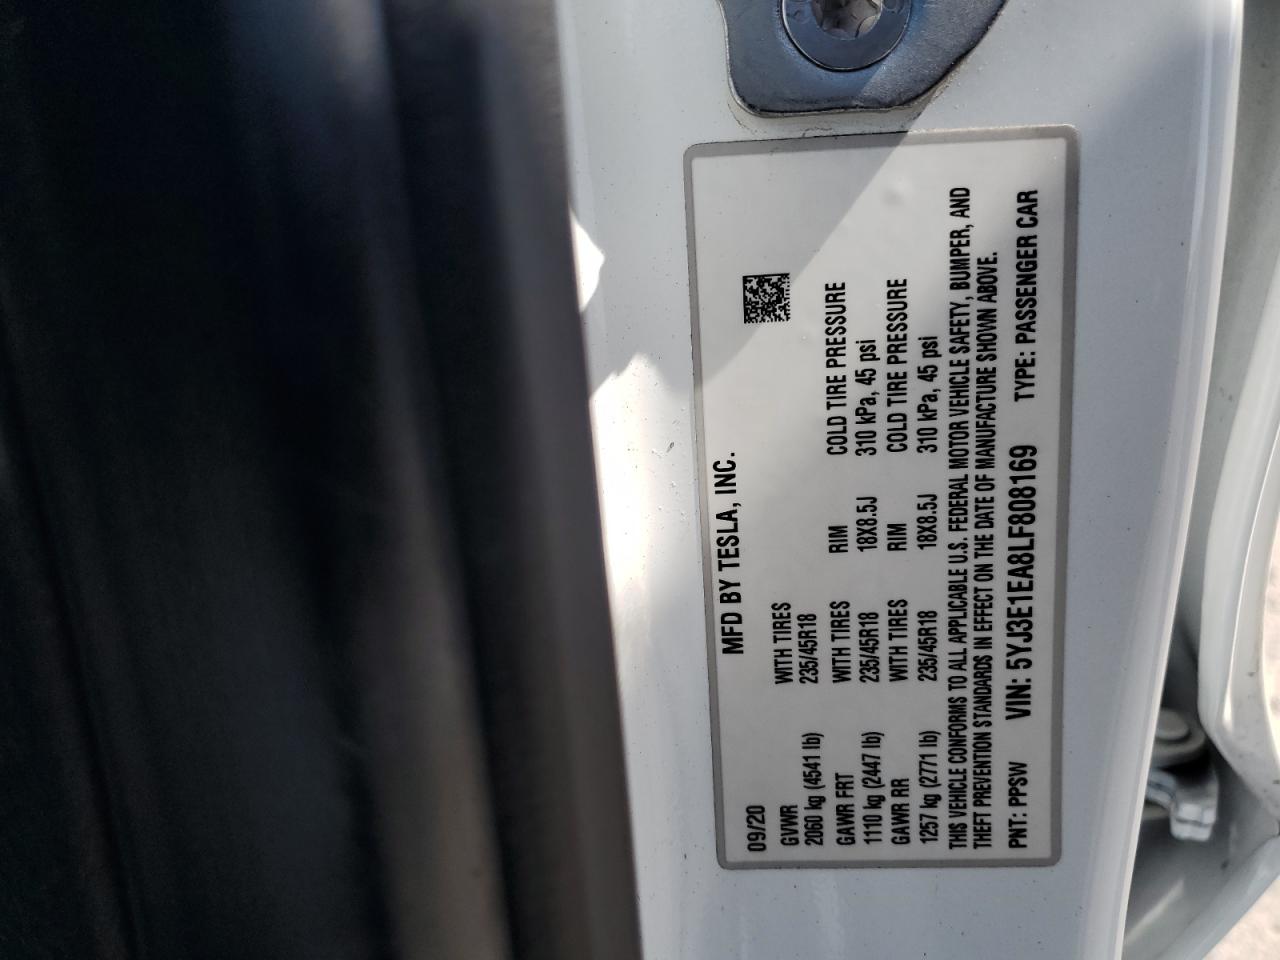 MFD BY TESLA, INC.
09/20
GVWR WITH TIRES
2060 kg (4541 lb) 235/45R18
GAWR FRT WITH TIRES RIM COLD TIRE PRESSURE
1110 kg (2447 lb) 235/45R18 18X8.5J 310 kPa, 45 psi
GAWR RR WITH TIRES RIM COLD TIRE PRESSURE
1257 kg (2771 lb) 235/45R18 18X8.5J 310 kPa, 45 psi
THIS VEHICLE CONFORMS TO ALL APPLICABLE U.S. FEDERAL MOTOR VEHICLE SAFETY, BUMPER, AND
THEFT PREVENTION STANDARDS IN EFFECT ON THE DATE OF MANUFACTURE SHOWN ABOVE.
PNT: PPSW VIN: 5YJ3E1EA8LF808169 TYPE: PASSENGER CAR